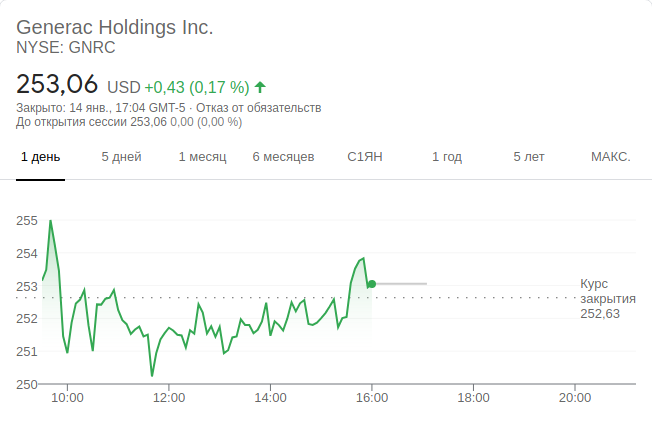 Generac Holdings Inc.
NYSE: GNRC
253,06 USD +0,43 (0,17 %)
Закрыто: 14 янв., 17:04 GMT-5 · Отказ от обязательств
До открытия сессии 253,06 0,00 (0,00 %)
1 день 5 дней 1 месяц 6 месяцев С1ЯН 1 год 5 лет МАКС.
255
254
253
252
251
250
Курс
закрытия
252,63
10:00 12:00 14:00 16:00 18:00 20:00